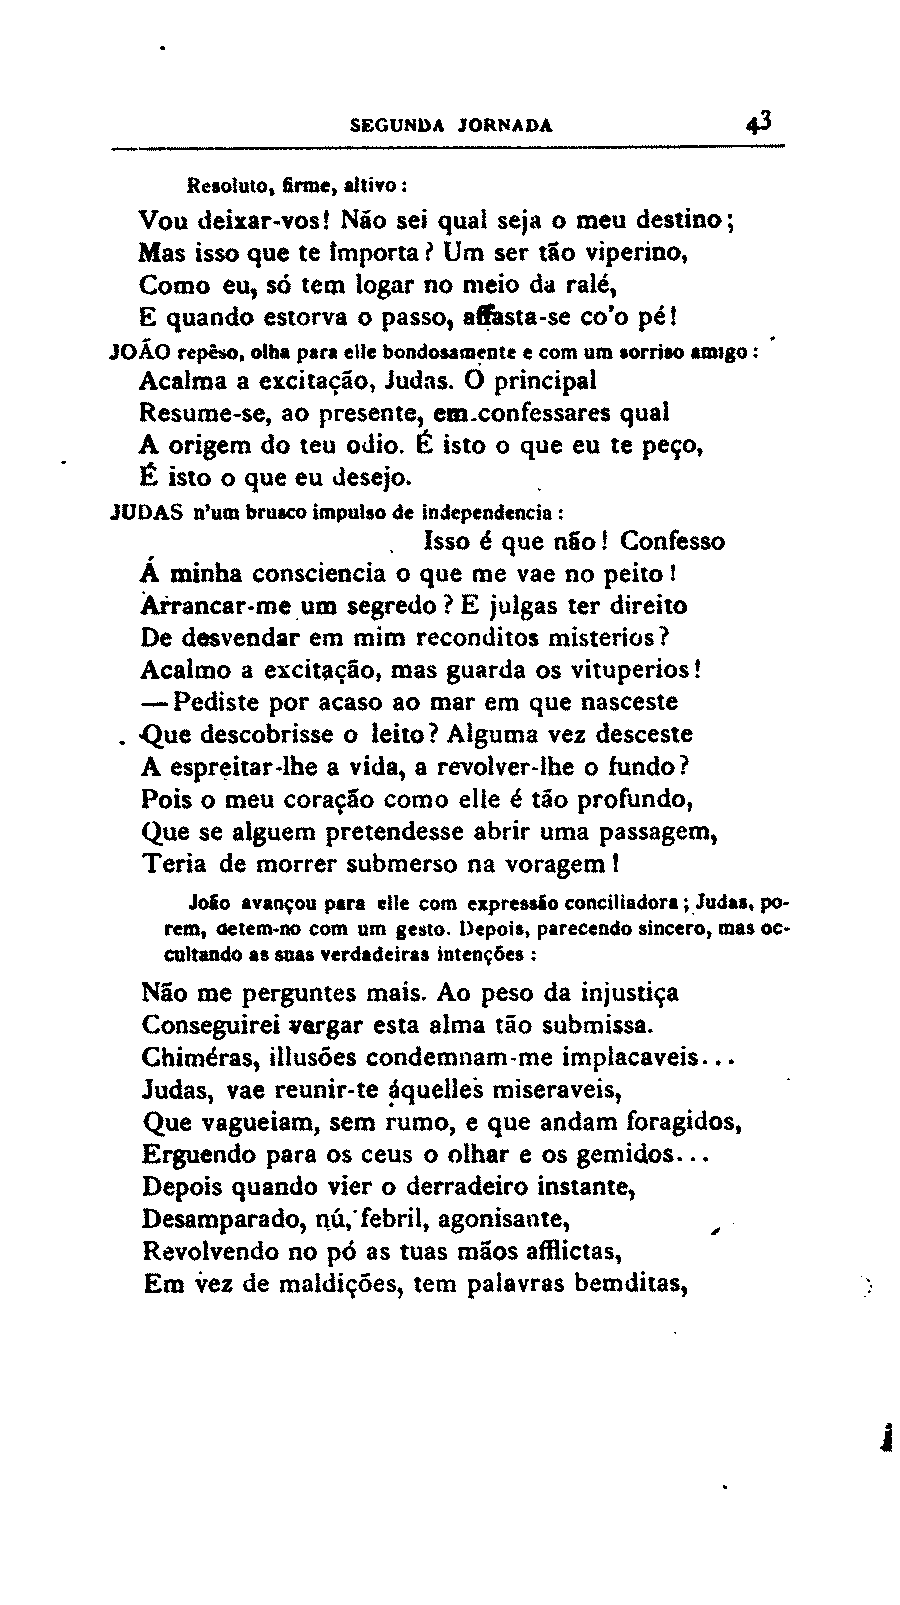 SEGUNDA JORNADA 43
Resoluto, firme, altivo:
Vou deixar-vos! Não sei qual seja o meu destino;
Mas isso que te importa? Um ser tão viperino,
Como eu, só tem logar no meio da ralé,
E quando estorva o passo, affasta-se co'o pé!
JOÃO repêso, olha para elle bondosamente e com um sorriso amigo:
Acalma a excitação, Judas. O principal
Resume-se, ao presente, em confessares qual
A origem do teu odio. É isto o que eu te peço,
É isto o que eu desejo.
JUDAS n'um brusco impulso de independencia:
Isso é que não! Confesso
Á minha consciencia o que me vae no peito!
Arrancar-me um segredo? E julgas ter direito
De desvendar em mim reconditos misterios?
Acalmo a excitação, mas guarda os vituperios!
—Pediste por acaso ao mar em que nasceste
Que descobrisse o leito? Alguma vez desceste
A espreitar-lhe a vida, a revolver-lhe o fundo?
Pois o meu coração como elle é tão profundo,
Que se alguem pretendesse abrir uma passagem,
Teria de morrer submerso na voragem!
João avançou para elle com expressão conciliadora; Judas, po-
rem, detem-no com um gesto. Depois, parecendo sincero, mas oc-
cultando as suas verdadeiras intenções:
Não me perguntes mais. Ao peso da injustiça
Conseguirei vergar esta alma tão submissa.
Chiméras, illusões condemnam-me implacaveis...
Judas, vae reunir-te áquelles miseraveis,
Que vagueiam, sem rumo, e que andam foragidos,
Erguendo para os ceus o olhar e os gemidos...
Depois quando vier o derradeiro instante,
Desamparado, nú, febril, agonisante,
Revolvendo no pó as tuas mãos afflictas,
Em vez de maldições, tem palavras bemditas,